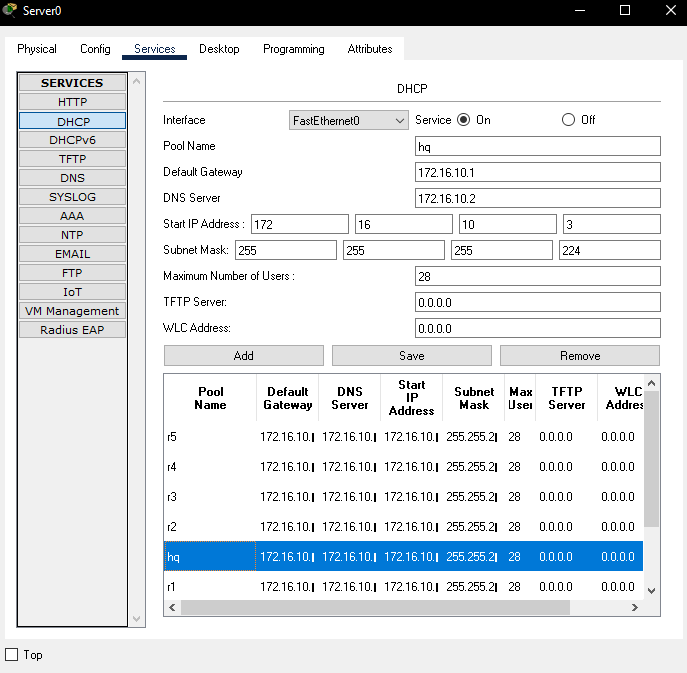 Server0
Physical Config Services Desktop Programming Attributes
SERVICES
HTTP
DHCP
DHCPv6
TFTP
DNS
SYSLOG
AAA
NTP
EMAIL
FTP
IoT
VM Management
Radius EAP
DHCP
Interface FastEthernet0 Service On Off
Pool Name hq
Default Gateway 172.16.10.1
DNS Server 172.16.10.2
Start IP Address : 172 16 10 3
Subnet Mask: 255 255 255 224
Maximum Number of Users : 28
TFTP Server: 0.0.0.0
WLC Address: 0.0.0.0
Add Save Remove
Pool Name Default Gateway DNS Server Start IP Address Subnet Mask Max User TFTP Server WLC Addres
r5 172.16.10. 172.16.10. 172.16.10. 255.255.2 28 0.0.0.0 0.0.0.0
r4 172.16.10. 172.16.10. 172.16.10. 255.255.2 28 0.0.0.0 0.0.0.0
r3 172.16.10. 172.16.10. 172.16.10. 255.255.2 28 0.0.0.0 0.0.0.0
r2 172.16.10. 172.16.10. 172.16.10. 255.255.2 28 0.0.0.0 0.0.0.0
hq 172.16.10. 172.16.10. 172.16.10. 255.255.2 28 0.0.0.0 0.0.0.0
r1 172.16.10. 172.16.10. 172.16.10. 255.255.2 28 0.0.0.0 0.0.0.0
Top